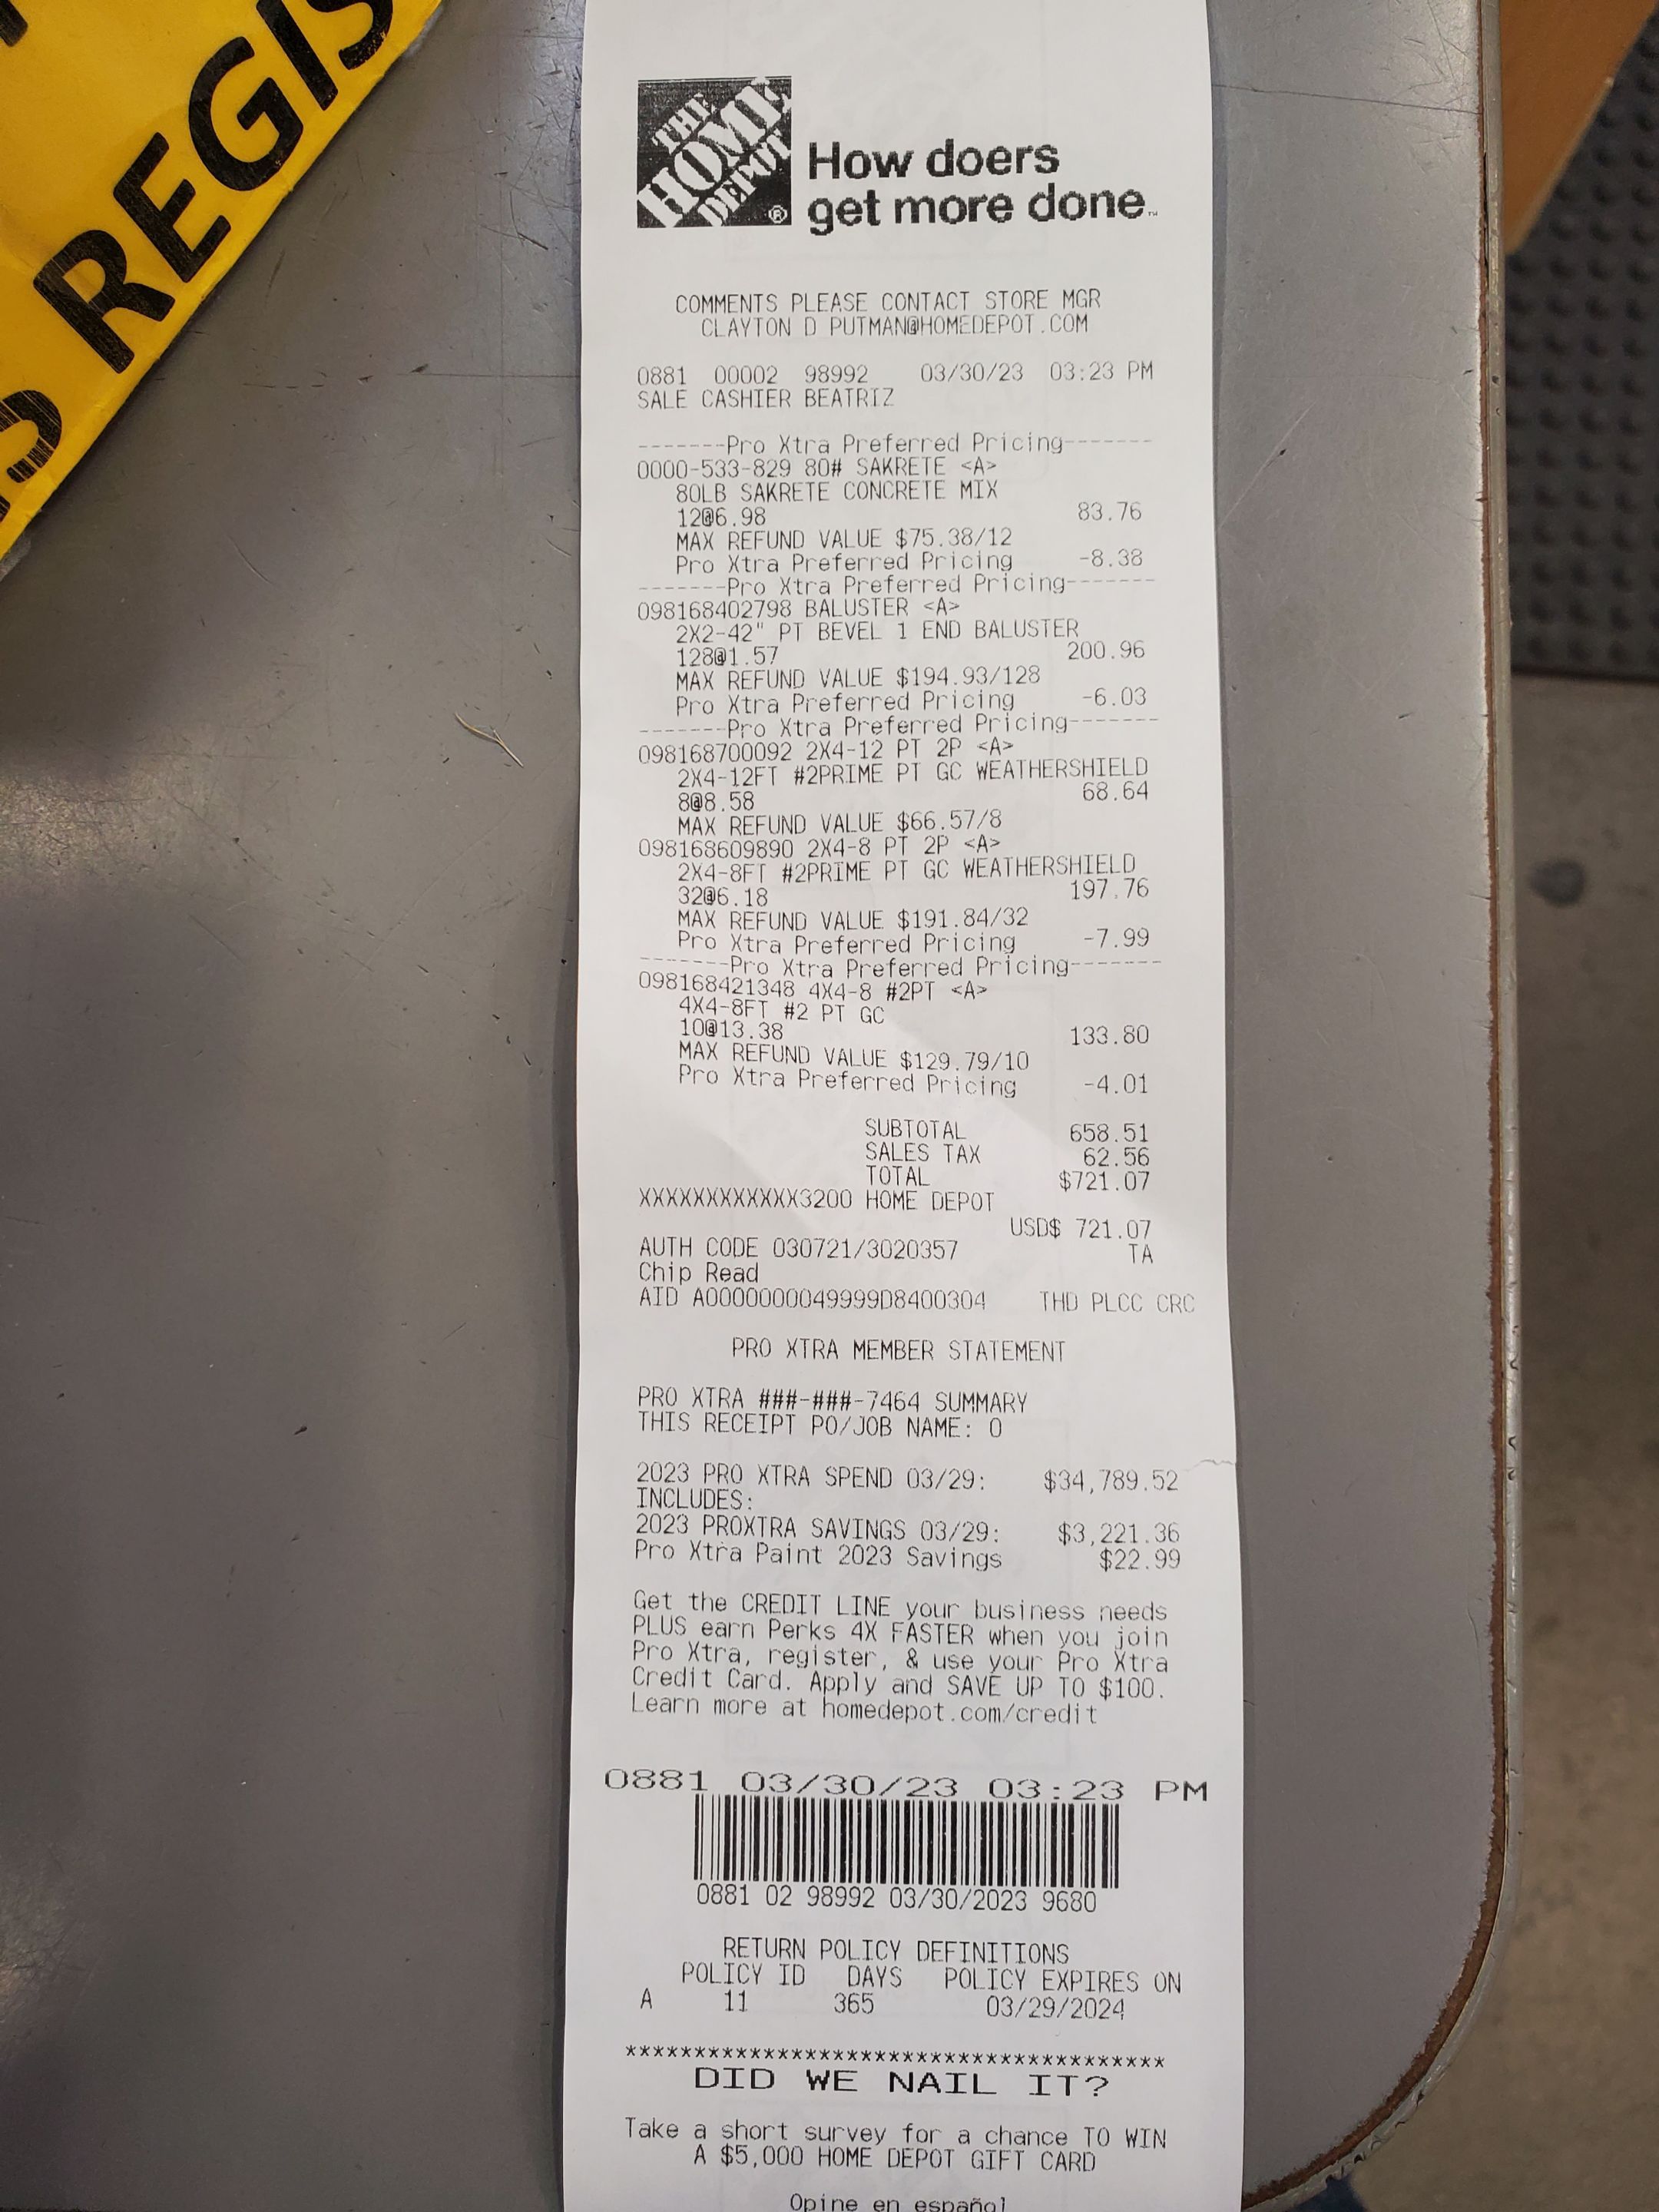 REGIS
THE
HOME
DEPOT
®
How doers
get more done.™
COMMENTS PLEASE CONTACT STORE MGR
CLAYTON D PUTMAN@HOMEDEPOT.COM
0881 00002 98992 03/30/23 03:23 PM
SALE CASHIER BEATRIZ
-------Pro Xtra Preferred Pricing-------
0000-533-829 80# SAKRETE <A>
80LB SAKRETE CONCRETE MIX
12@6.98 83.76
MAX REFUND VALUE $75.38/12
Pro Xtra Preferred Pricing -8.38
-------Pro Xtra Preferred Pricing-------
098168402798 BALUSTER <A>
2X2-42" PT BEVEL 1 END BALUSTER
128@1.57 200.96
MAX REFUND VALUE $194.93/128
Pro Xtra Preferred Pricing -6.03
-------Pro Xtra Preferred Pricing-------
098168700092 2X4-12 PT 2P <A>
2X4-12FT #2PRIME PT GC WEATHERSHIELD
8@8.58 68.64
MAX REFUND VALUE $66.57/8
098168609890 2X4-8 PT 2P <A>
2X4-8FT #2PRIME PT GC WEATHERSHIELD
32@6.18 197.76
MAX REFUND VALUE $191.84/32
Pro Xtra Preferred Pricing -7.99
-------Pro Xtra Preferred Pricing-------
098168421348 4X4-8 #2PT <A>
4X4-8FT #2 PT GC
10@13.38 133.80
MAX REFUND VALUE $129.79/10
Pro Xtra Preferred Pricing -4.01
SUBTOTAL 658.51
SALES TAX 62.56
TOTAL $721.07
XXXXXXXXXXXX3200 HOME DEPOT
USD$ 721.07
AUTH CODE 030721/3020357 TA
Chip Read
AID A0000000049999D8400304 THD PLCC CRC
PRO XTRA MEMBER STATEMENT
PRO XTRA ###-###-7464 SUMMARY
THIS RECEIPT PO/JOB NAME: 0
2023 PRO XTRA SPEND 03/29: $34,789.52
INCLUDES:
2023 PROXTRA SAVINGS 03/29: $3,221.36
Pro Xtra Paint 2023 Savings $22.99
Get the CREDIT LINE your business needs
PLUS earn Perks 4X FASTER when you join
Pro Xtra, register, & use your Pro Xtra
Credit Card. Apply and SAVE UP TO $100.
Learn more at homedepot.com/credit
0881 03/30/23 03:23 PM
0881 02 98992 03/30/2023 9680
RETURN POLICY DEFINITIONS
POLICY ID DAYS POLICY EXPIRES ON
A 11 365 03/29/2024
****************************************
DID WE NAIL IT?
Take a short survey for a chance TO WIN
A $5,000 HOME DEPOT GIFT CARD
Opine en español